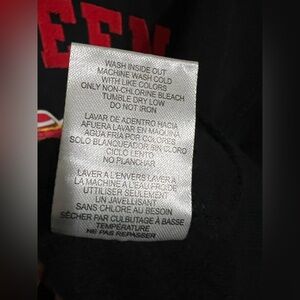 EEN
WASH INSIDE OUT
MACHINE WASH COLD
WITH LIKE COLORS
ONLY NON-CHLORINE BLEACH
TUMBLE DRY LOW
DO NOT IRON
LAVAR DE ADENTRO HACIA
AFUERA LAVAR EN MAQUINA
AGUA FRIA POR COLORES
SOLO BLANQUEADOR SIN CLORO
CICLO LENTO
NO PLANCHAR
LAVER A L'ENVERS LAVER A
LA MACHINE A L'EAU FROIDE
UTTILISER SEULEMENT
UN JAVELLISANT
SANS CHLORE AU BESOIN
SÉCHER PAR CULBUTAGE À BASSE
TEMPÉRATURE
NE PAS REPASSER